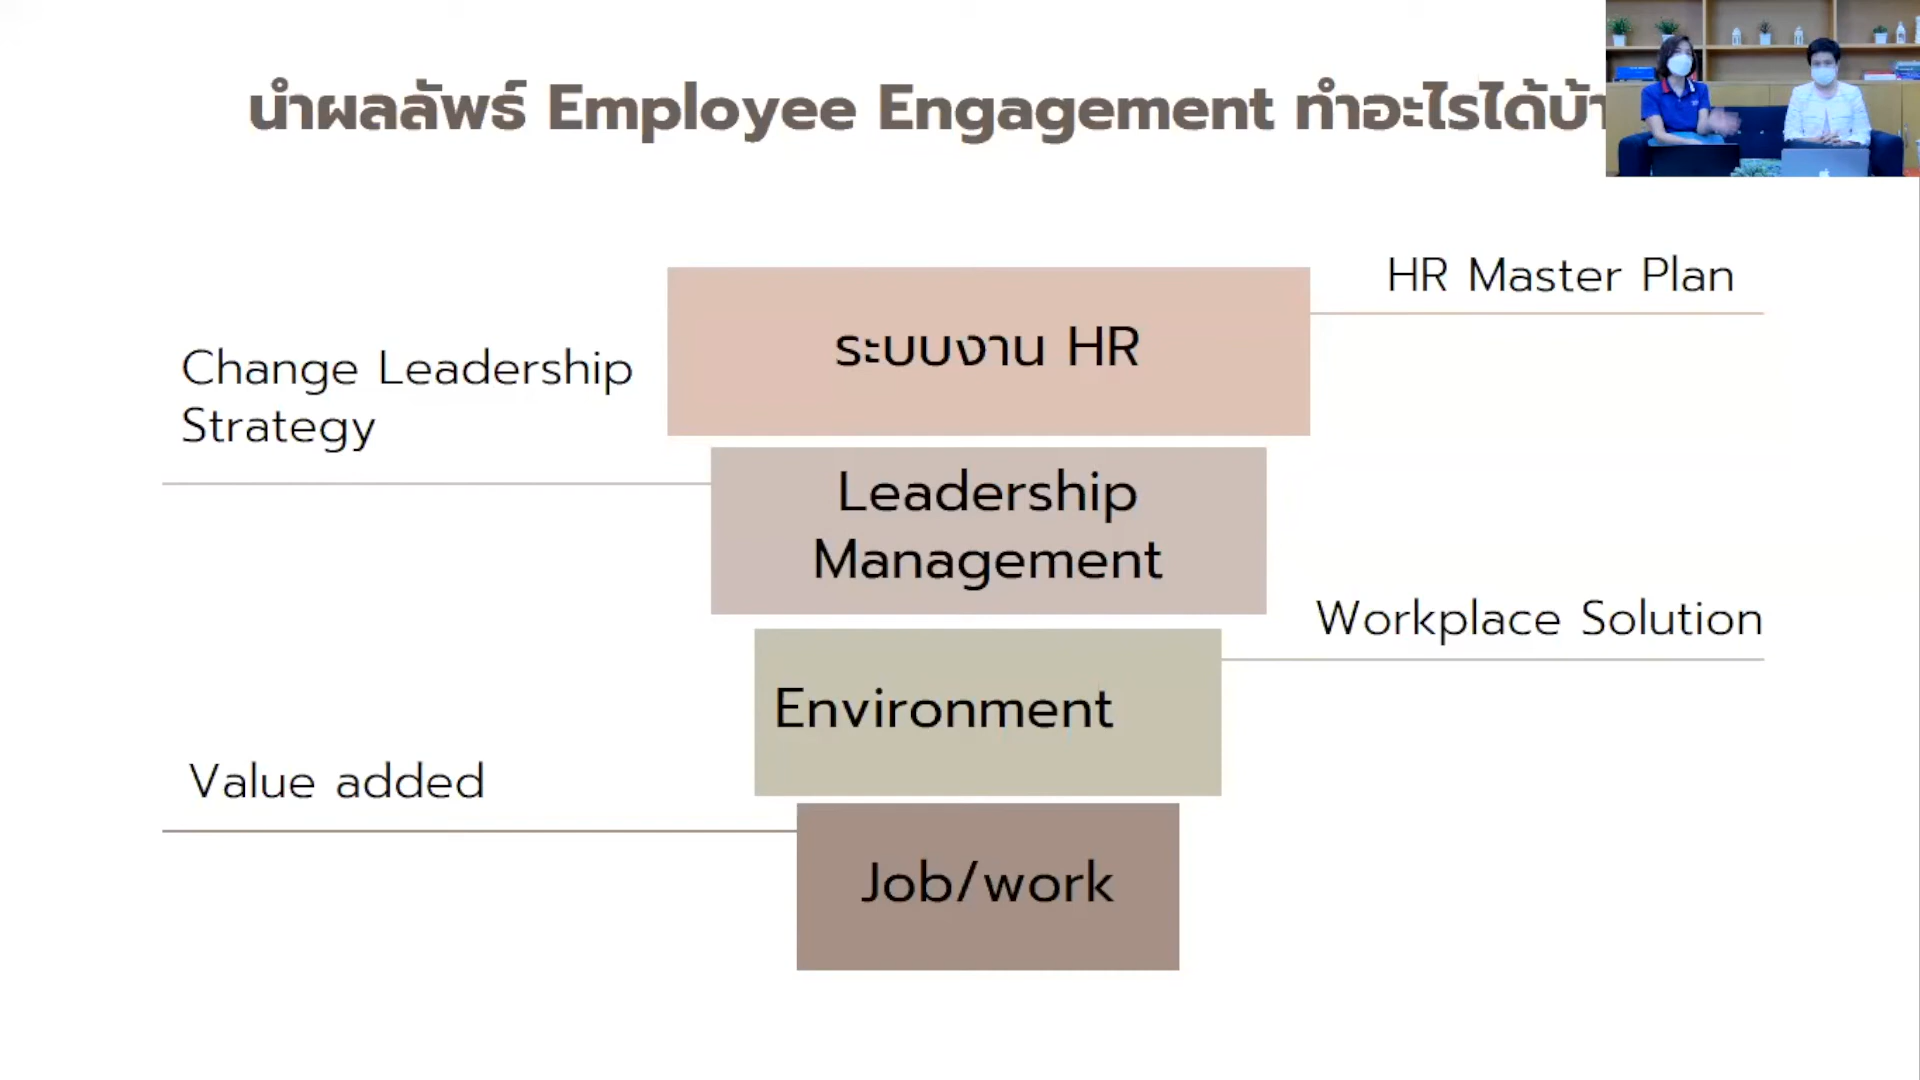 นำผลลัพธ์ Employee Engagement ทำอะไรได้บ้า
HR Master Plan
ระบบงาน HR
Change Leadership
Strategy
Leadership
Management
Workplace Solution
Environment
Value added
Job/work